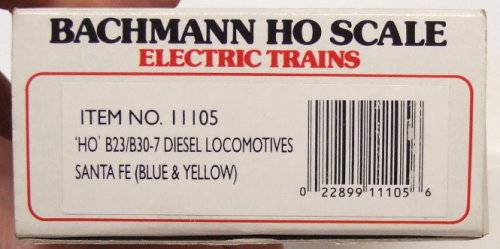 BACHMANN HO SCALE
ELECTRIC TRAINS
ITEM NO. 11105
'HO' B23/B30-7 DIESEL LOCOMOTIVES
SANTA FE (BLUE & YELLOW)
0 22899 11105 6